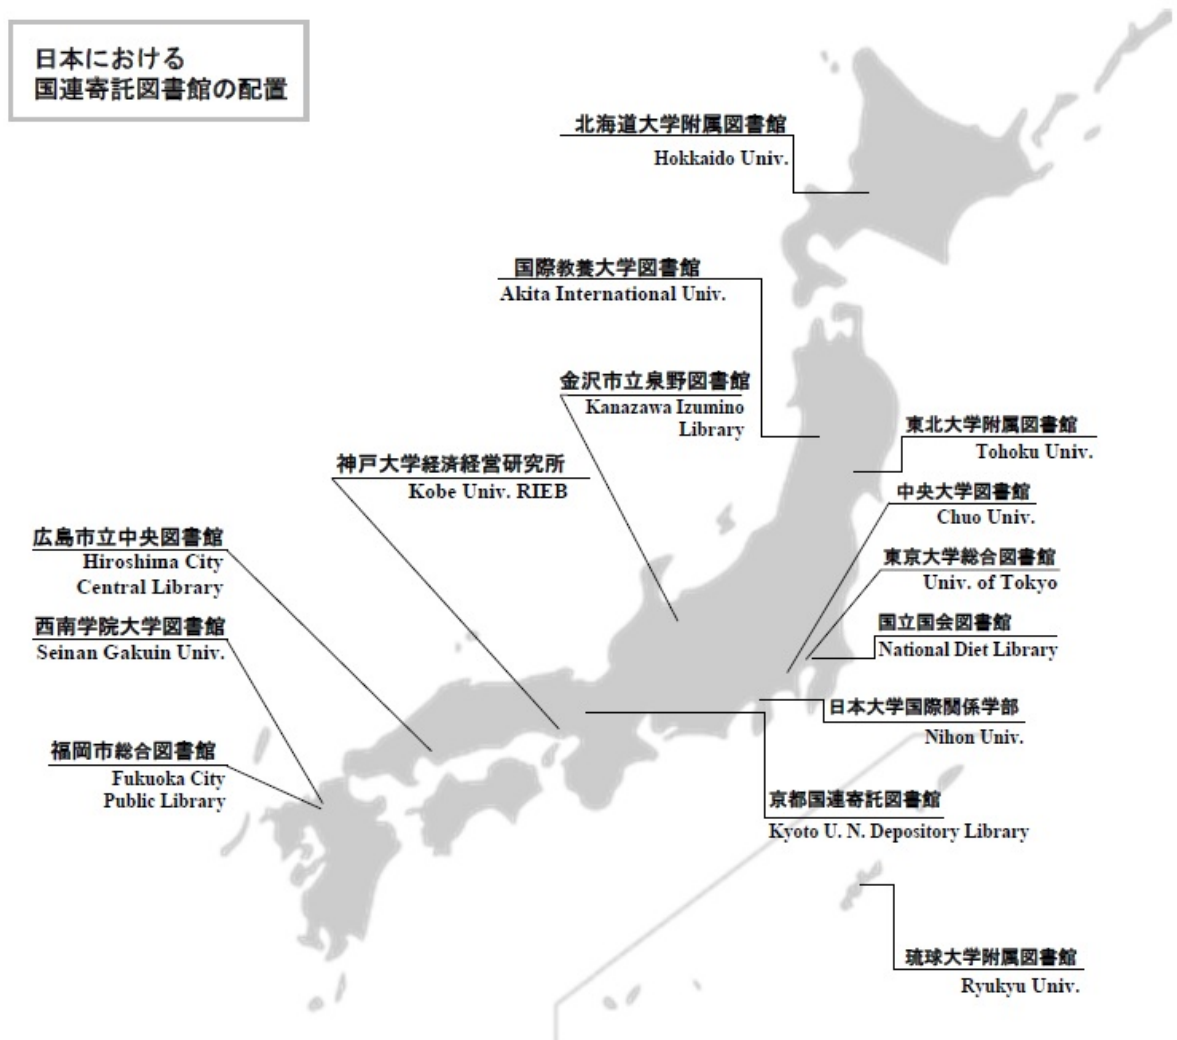 日本における
国連寄託図書館の配置
北海道大学附属図書館
Hokkaido Univ.
国際教養大学図書館
Akita International Univ.
金沢市立泉野図書館
Kanazawa Izumino
Library
東北大学附属図書館
Tohoku Univ.
神戸大学経済経営研究所
Kobe Univ. RIEB
中央大学図書館
Chuo Univ.
広島市立中央図書館
Hiroshima City
Central Library
東京大学総合図書館
Univ. of Tokyo
西南学院大学図書館
Seinan Gakuin Univ.
国立国会図書館
National Diet Library
日本大学国際関係学部
Nihon Univ.
福岡市総合図書館
Fukuoka City
Public Library
京都国連寄託図書館
Kyoto U. N. Depository Library
琉球大学附属図書館
Ryukyu Univ.